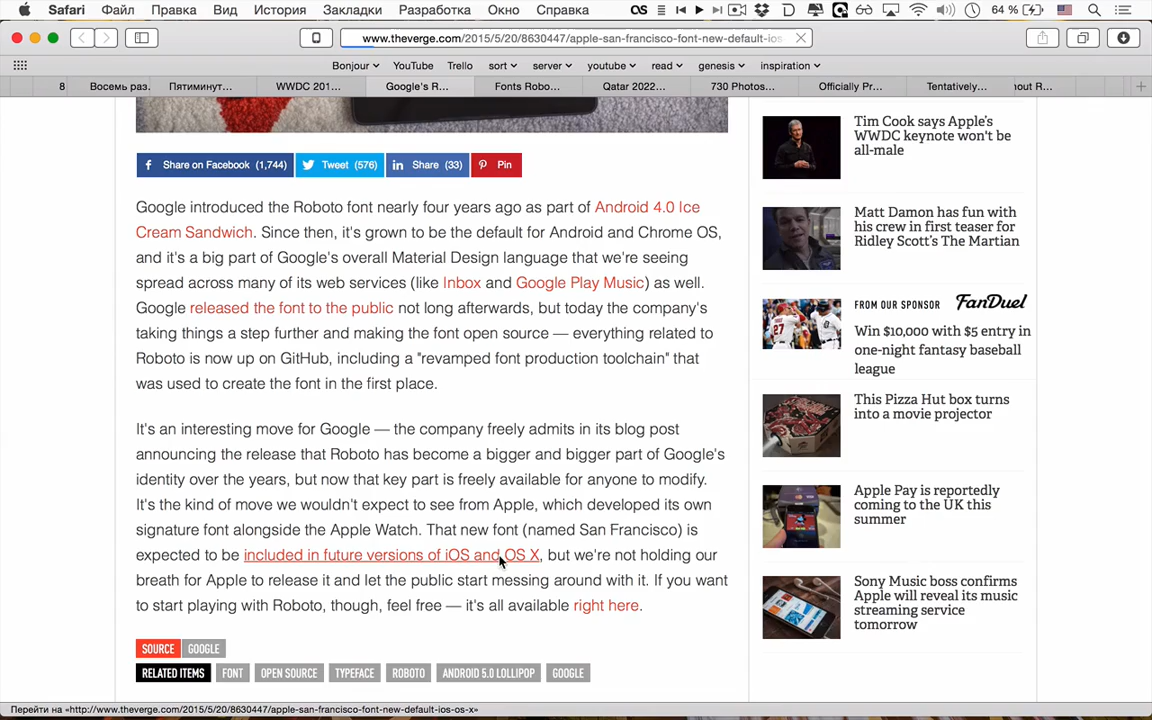 Safari Файл Правка Вид История Закладки Разработка Окно Справка 64 %
www.theverge.com/2015/5/20/8630447/apple-san-francisco-font-new-default-ios-
Bonjour YouTube Trello sort server youtube read genesis inspiration
8 Восемь раз. Пятиминут... WWDC 201... Google's R... Fonts Robo... Qatar 2022... 730 Photos... Officially Pr... Tentatively... out R...
Share on Facebook (1,744) Tweet (576) Share (33) Pin
Google introduced the Roboto font nearly four years ago as part of Android 4.0 Ice
Cream Sandwich. Since then, it's grown to be the default for Android and Chrome OS,
and it's a big part of Google's overall Material Design language that we're seeing
spread across many of its web services (like Inbox and Google Play Music) as well.
Google released the font to the public not long afterwards, but today the company's
taking things a step further and making the font open source — everything related to
Roboto is now up on GitHub, including a "revamped font production toolchain" that
was used to create the font in the first place.
It's an interesting move for Google — the company freely admits in its blog post
announcing the release that Roboto has become a bigger and bigger part of Google's
identity over the years, but now that key part is freely available for anyone to modify.
It's the kind of move we wouldn't expect to see from Apple, which developed its own
signature font alongside the Apple Watch. That new font (named San Francisco) is
expected to be included in future versions of iOS and OS X, but we're not holding our
breath for Apple to release it and let the public start messing around with it. If you want
to start playing with Roboto, though, feel free — it's all available right here.
SOURCE GOOGLE
RELATED ITEMS FONT OPEN SOURCE TYPEFACE ROBOTO ANDROID 5.0 LOLLIPOP GOOGLE
Tim Cook says Apple's
WWDC keynote won't be
all-male
Matt Damon has fun with
his crew in first teaser for
Ridley Scott's The Martian
FROM OUR SPONSOR FanDuel
Win $10,000 with $5 entry in
one-night fantasy baseball
league
This Pizza Hut box turns
into a movie projector
Apple Pay is reportedly
coming to the UK this
summer
Sony Music boss confirms
Apple will reveal its music
streaming service
tomorrow
Перейти на «http://www.theverge.com/2015/5/20/8630447/apple-san-francisco-font-new-default-ios-os-x»